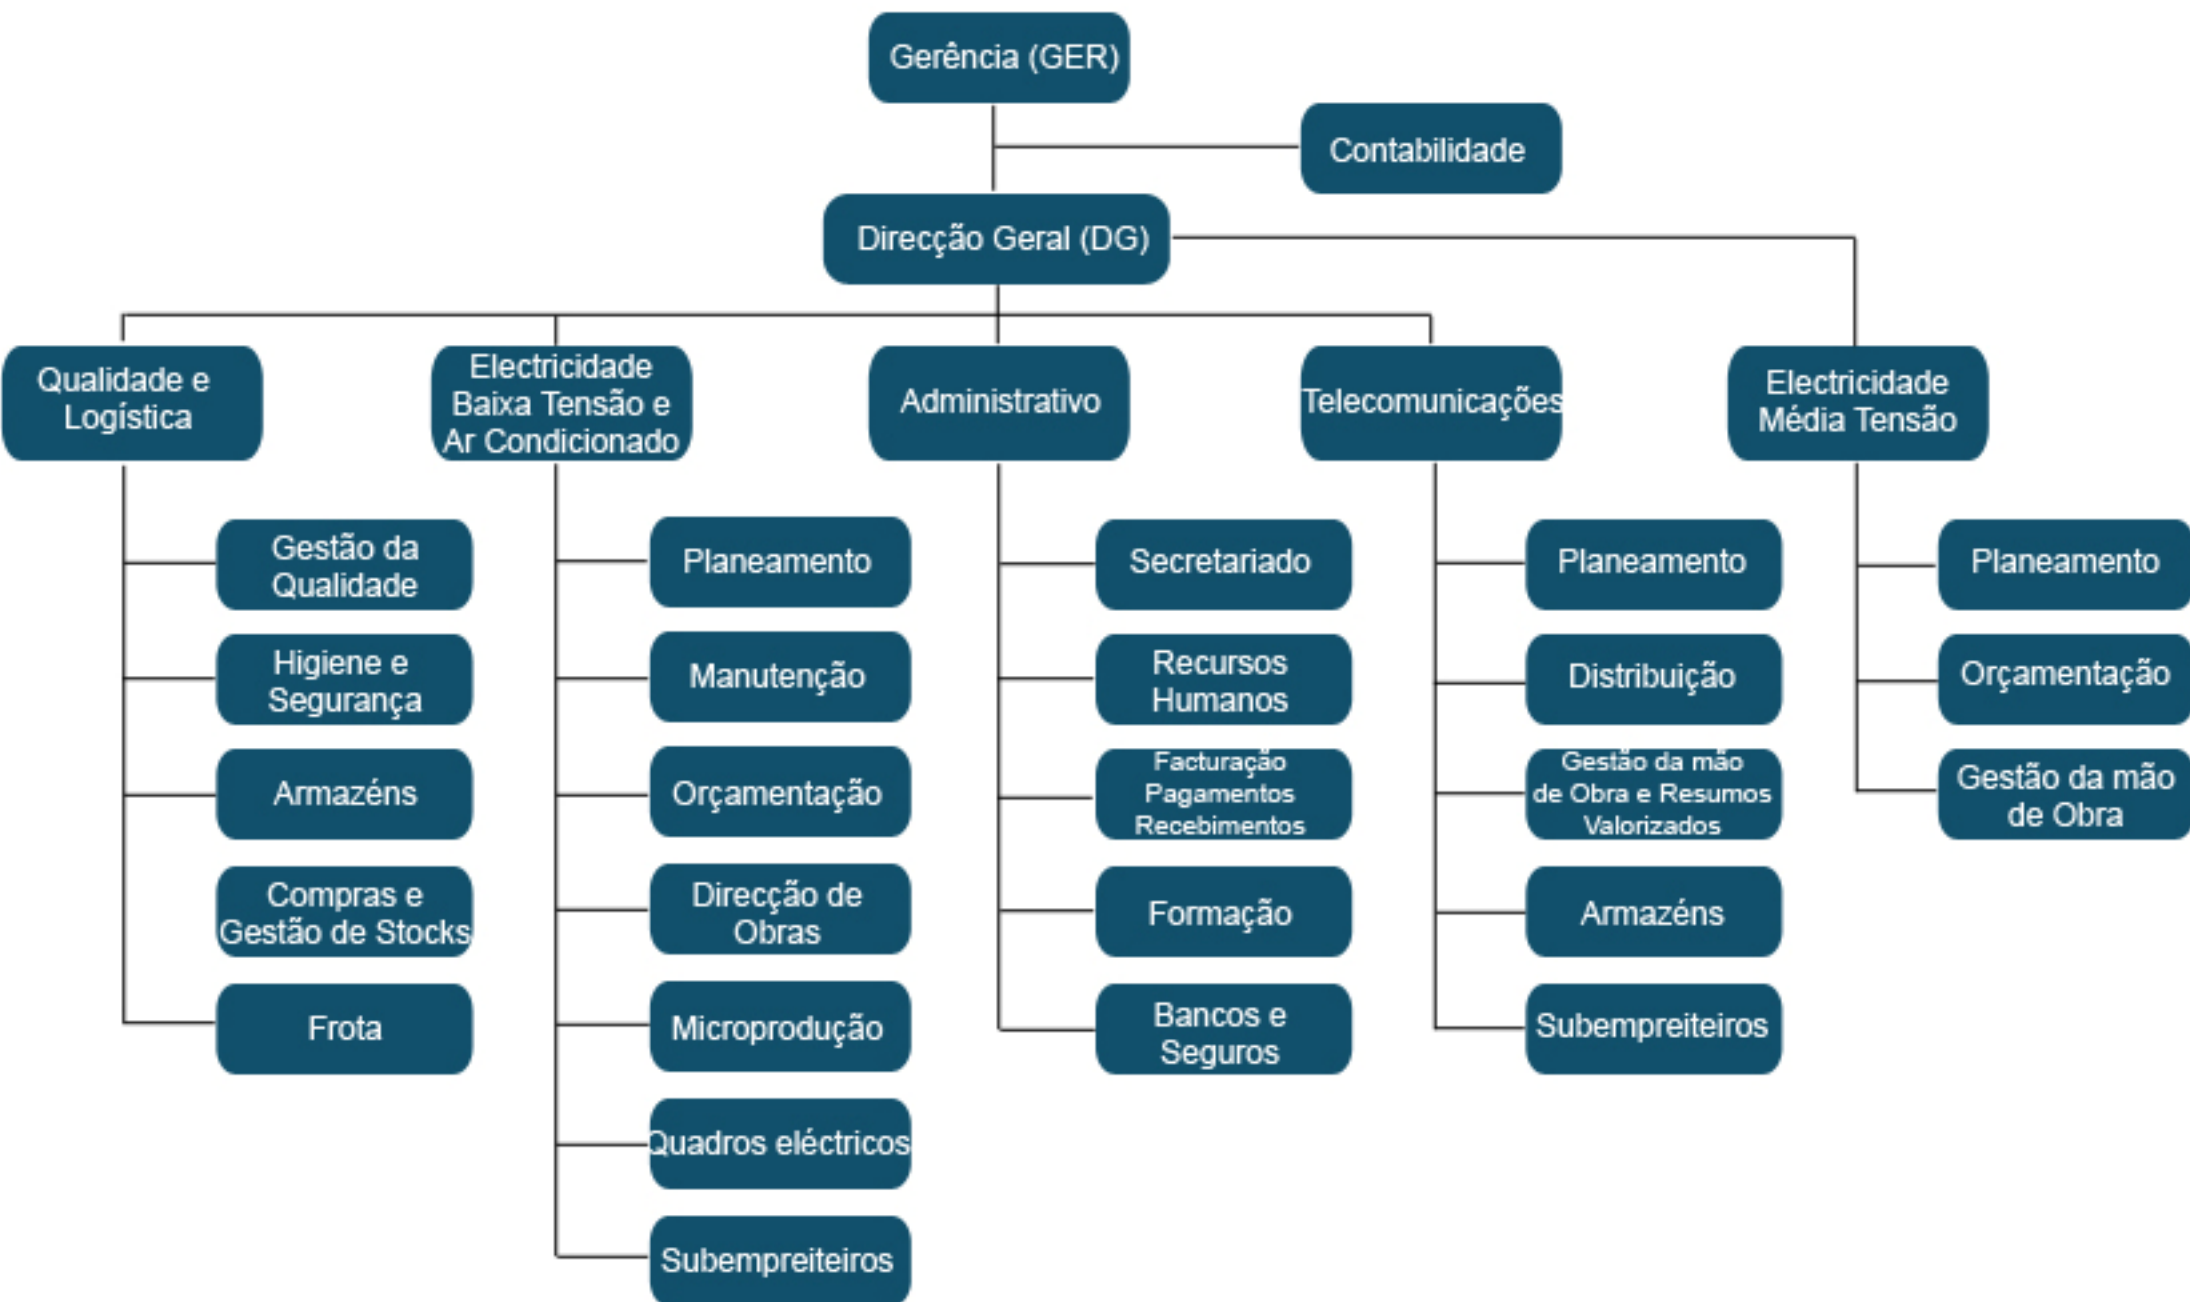 Gerência (GER)
Contabilidade
Direcção Geral (DG)
Qualidade e
Logística
Electricidade
Baixa Tensão e
Ar Condicionado
Administrativo
Telecomunicações
Electricidade
Média Tensão
Gestão da
Qualidade
Higiene e
Segurança
Armazéns
Compras e
Gestão de Stocks
Frota
Planeamento
Manutenção
Orçamentação
Direcção de
Obras
Microprodução
Quadros eléctricos
Subempreiteiros
Secretariado
Recursos
Humanos
Facturação
Pagamentos
Recebimentos
Formação
Bancos e
Seguros
Planeamento
Distribuição
Gestão da mão
de Obra e Resumos
Valorizados
Armazéns
Subempreiteiros
Planeamento
Orçamentação
Gestão da mão
de Obra